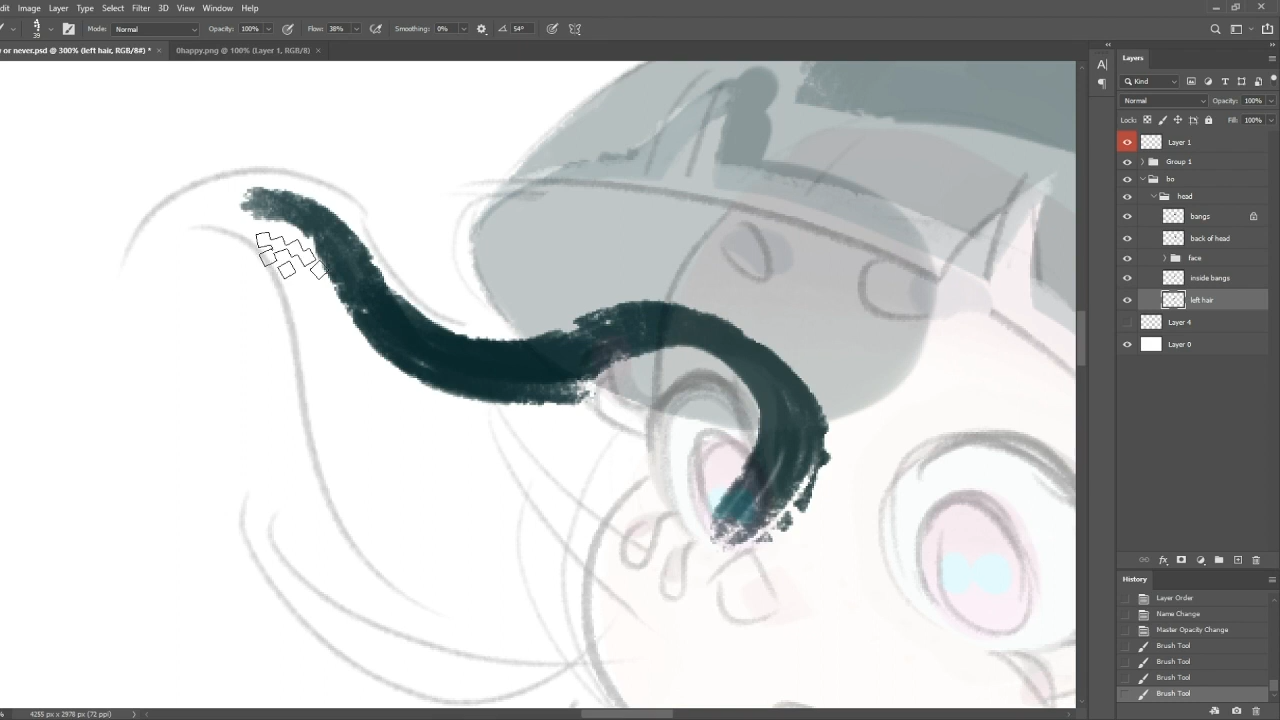 dit Image Layer Type Select Filter 3D View Window Help
39 Mode: Normal Opacity: 100% Flow: 38% Smoothing: 0% 54°
w or never.psd @ 300% (left hair, RGB/8#) * × 0happy.png @ 100% (Layer 1, RGB/8) ×
Layers
Kind
Normal Opacity: 100%
Lock: Fill: 100%
Layer 1
Group 1
bo
head
bangs
back of head
face
inside bangs
left hair
Layer 4
Layer 0
History
Layer Order
Name Change
Master Opacity Change
Brush Tool
Brush Tool
Brush Tool
Brush Tool
% 4255 px x 2978 px (72 ppi)